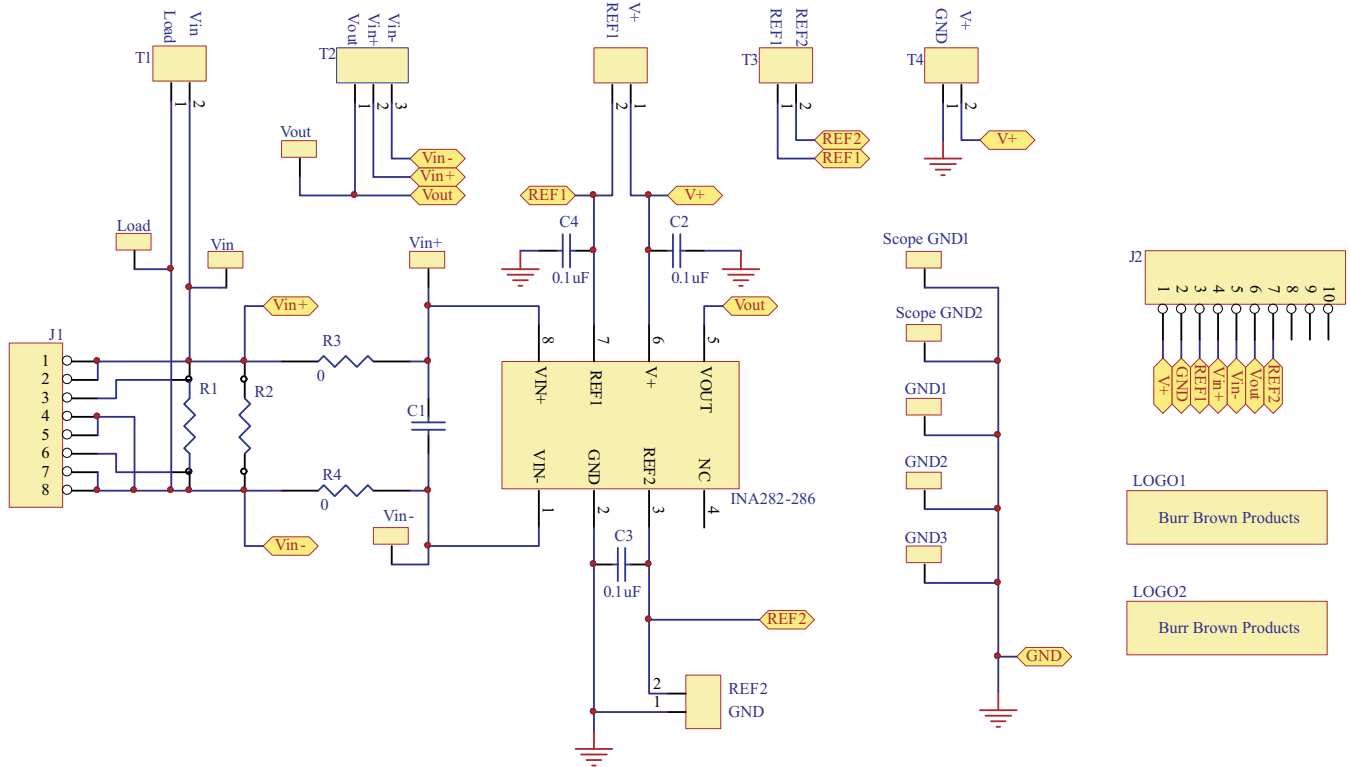 Load
Vin
T1
1
2
Vout
Vin+
Vin-
T2
1
2
3
REF1
V+
2
1
REF1
REF2
T3
1
2
GND
V+
T4
1
2
Vout
Vin-
Vin+
Vout
REF2
REF1
V+
REF1
V+
Load
Vin
Vin+
C4
0.1uF
C2
0.1uF
Scope GND1
J2
1
2
3
4
5
6
7
8
9
10
Vin+
Vout
Scope GND2
J1
1
2
3
4
5
6
7
8
R1
R2
R3
0
C1
8
7
6
5
VIN+
REF1
V+
VOUT
VIN-
GND
REF2
NC
1
2
3
4
INA282-286
V+
GND
REF1
Vin+
Vin-
Vout
REF2
GND1
R4
0
GND2
LOGO1
Burr Brown Products
Vin-
Vin-
C3
0.1uF
GND3
LOGO2
Burr Brown Products
REF2
GND
2
1
REF2
GND